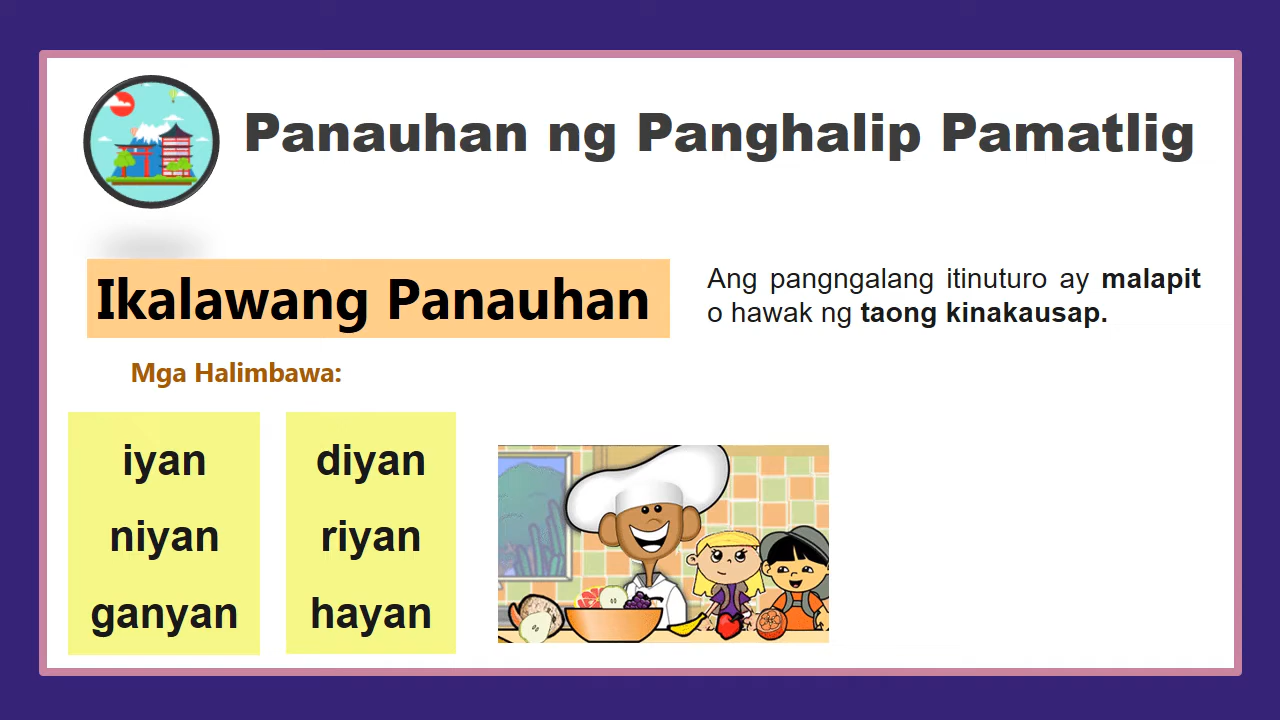 Panauhan ng Panghalip Pamatlig
Ikalawang Panauhan
Ang pangngalang itinuturo ay malapit
o hawak ng taong kinakausap.
Mga Halimbawa:
iyan
niyan
ganyan
diyan
riyan
hayan